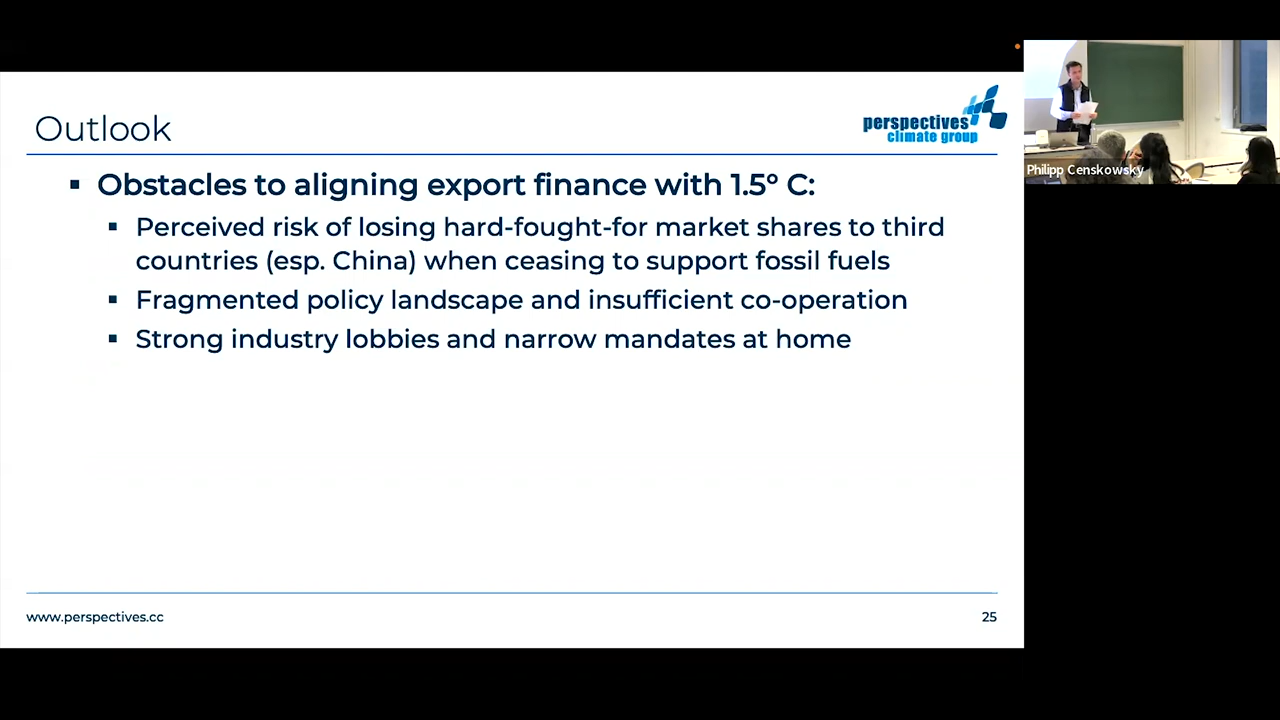 Outlook
perspectives
climate group
Obstacles to aligning export finance with 1.5° C:
Perceived risk of losing hard-fought-for market shares to third
countries (esp. China) when ceasing to support fossil fuels
Fragmented policy landscape and insufficient co-operation
Strong industry lobbies and narrow mandates at home
www.perspectives.cc
25
Philipp Censkowsky